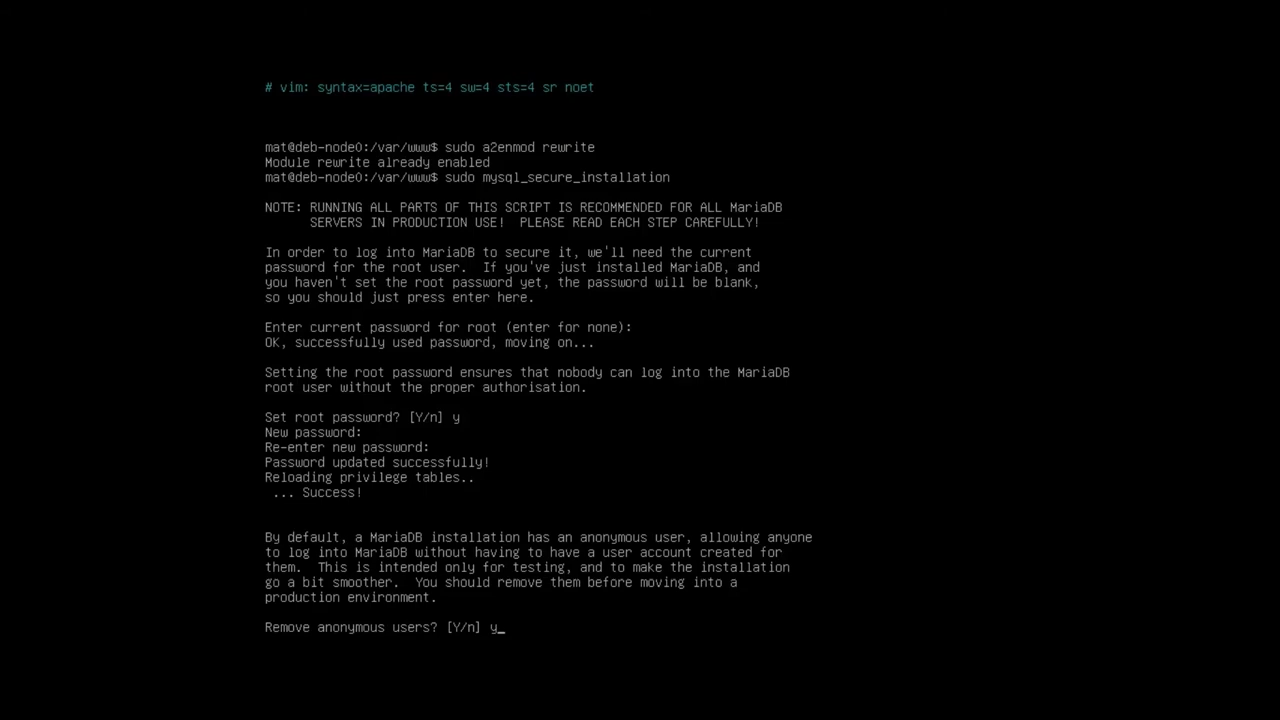 # vim: syntax=apache ts=4 sw=4 sts=4 sr noet
mat@deb-node0:/var/www$ sudo a2enmod rewrite
Module rewrite already enabled
mat@deb-node0:/var/www$ sudo mysql_secure_installation
NOTE: RUNNING ALL PARTS OF THIS SCRIPT IS RECOMMENDED FOR ALL MariaDB
SERVERS IN PRODUCTION USE!  PLEASE READ EACH STEP CAREFULLY!
In order to log into MariaDB to secure it, we'll need the current
password for the root user.  If you've just installed MariaDB, and
you haven't set the root password yet, the password will be blank,
so you should just press enter here.
Enter current password for root (enter for none):
OK, successfully used password, moving on...
Setting the root password ensures that nobody can log into the MariaDB
root user without the proper authorisation.
Set root password? [Y/n] y
New password:
Re-enter new password:
Password updated successfully!
Reloading privilege tables..
... Success!
By default, a MariaDB installation has an anonymous user, allowing anyone
to log into MariaDB without having to have a user account created for
them.  This is intended only for testing, and to make the installation
go a bit smoother.  You should remove them before moving into a
production environment.
Remove anonymous users? [Y/n] y_